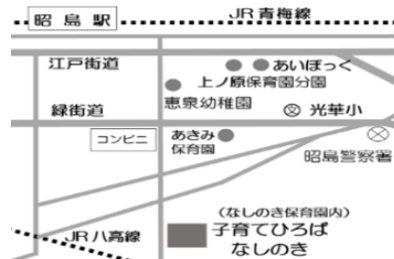 昭島駅
JR青梅線
江戸街道
あいぽっく
上ノ原保育園分園
恵泉幼稚園
文
光華小
緑街道
コンビニ
あきみ
保育園
昭島警察署
(なしのき保育園内)
子育てひろば
なしのき
JR八高線